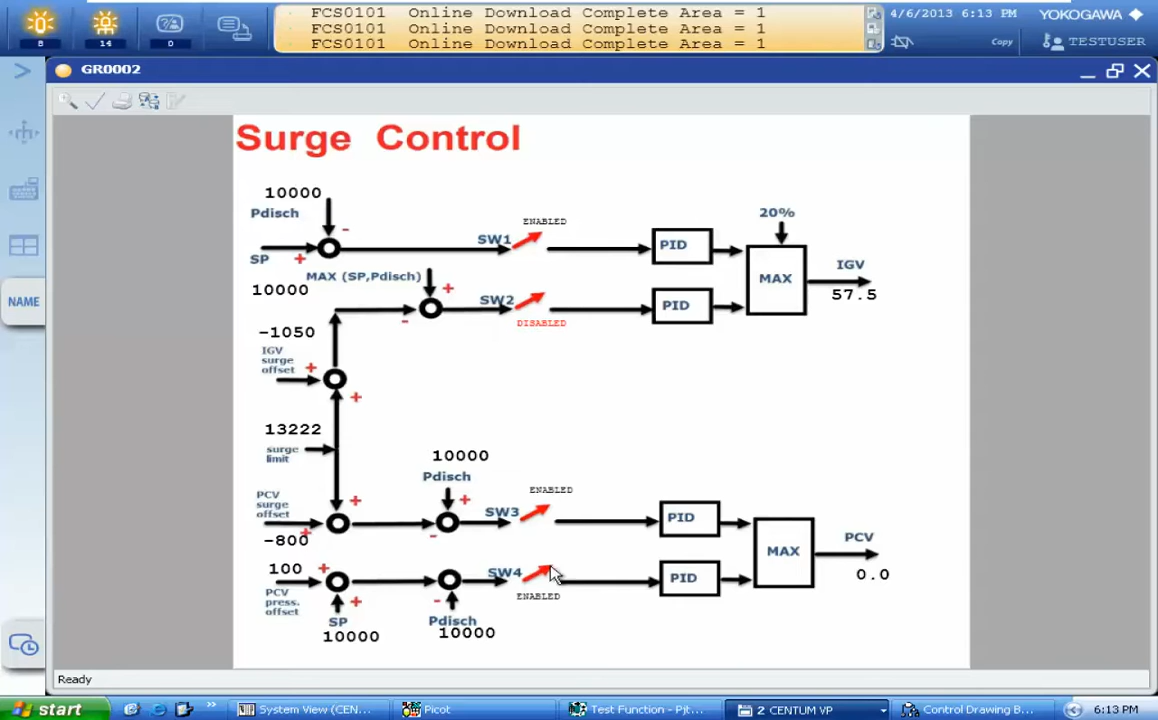 FCS0101 Online Download Complete Area = 1
FCS0101 Online Download Complete Area = 1
FCS0101 Online Download Complete Area = 1
4/6/2013 6:13 PM
YOKOGAWA
8
14
0
Copy
TESTUSER
GR0002
NAME
Surge Control
10000
Pdisch
-
SP
+
10000
SW1
ENABLED
PID
20%
MAX
IGV
57.5
MAX (SP,Pdisch)
+
-
SW2
DISABLED
PID
-1050
IGV
surge
offset
+
+
13222
surge
limit
10000
Pdisch
PCV
surge
offset
+
+
-800
+
-
SW3
ENABLED
PID
MAX
PCV
0.0
100
PCV
press.
offset
+
+
SP
10000
-
Pdisch
10000
SW4
ENABLED
PID
Ready
start
System View (CEN...
Picot
Test Function - Pjt...
2 CENTUM VP
Control Drawing B...
6:13 PM